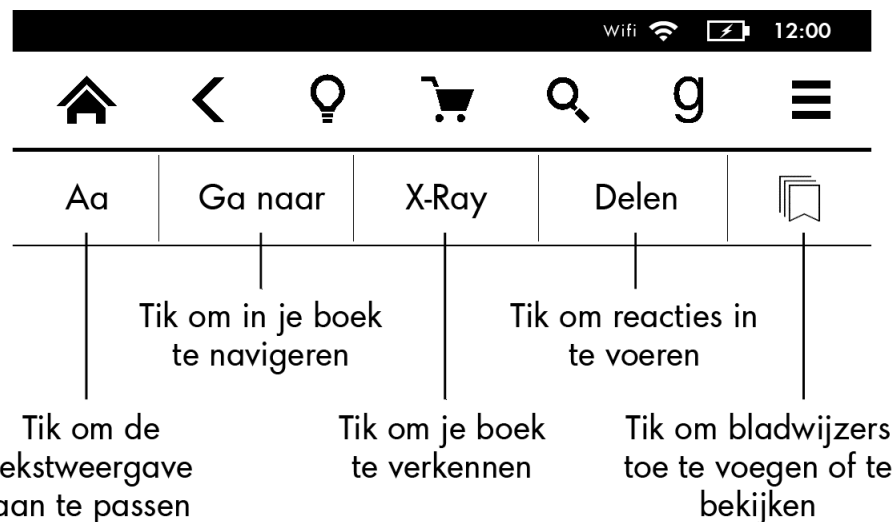 Wifi 12:00
g
Aa Ga naar X-Ray Delen
Tik om in je boek
te navigeren
Tik om reacties in
te voeren
Tik om de
ekstweergave
aan te passen
Tik om je boek
te verkennen
Tik om bladwijzers
toe te voegen of te
bekijken